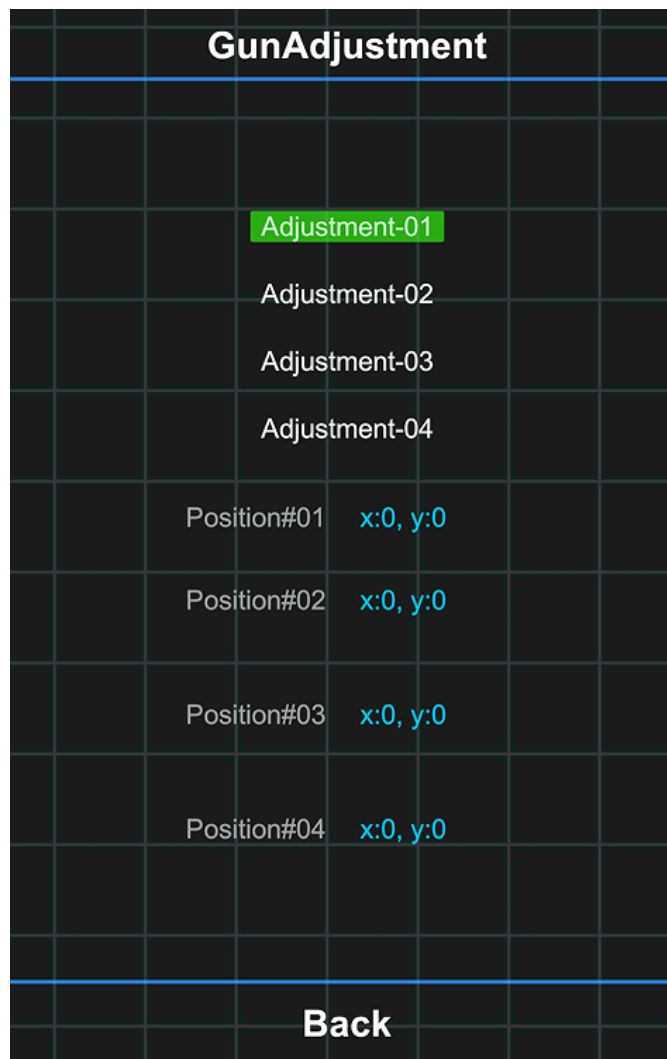 GunAdjustment
Adjustment-01
Adjustment-02
Adjustment-03
Adjustment-04
Position#01 x:0, y:0
Position#02 x:0, y:0
Position#03 x:0, y:0
Position#04 x:0, y:0
Back